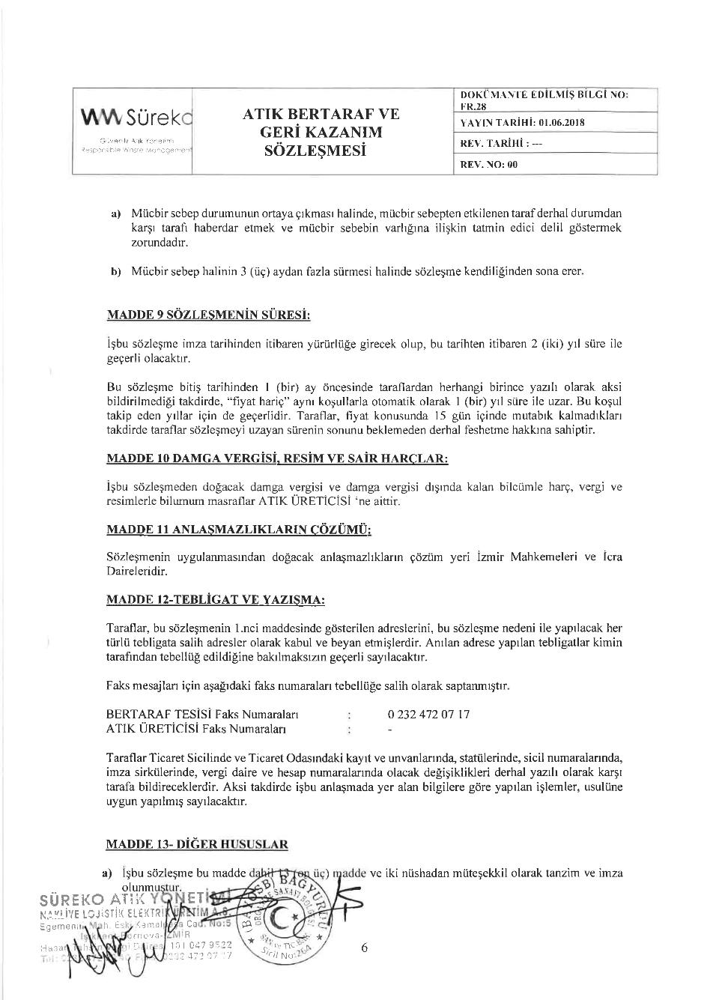 Süreko
Güvenli Atık Yönetimi
Responsible Waste Management
ATIK BERTARAF VE
GERİ KAZANIM
SÖZLEŞMESİ
DOKÜMANTE EDİLMİŞ BİLGİ NO:
FR.28
YAYIN TARİHİ: 01.06.2018
REV. TARİHİ : ---
REV. NO: 00
a) Mücbir sebep durumunun ortaya çıkması halinde, mücbir sebepten etkilenen taraf derhal durumdan
karşı tarafı haberdar etmek ve mücbir sebebin varlığına ilişkin tatmin edici delil göstermek
zorundadır.
b) Mücbir sebep halinin 3 (üç) aydan fazla sürmesi halinde sözleşme kendiliğinden sona erer.
MADDE 9 SÖZLEŞMENİN SÜRESİ:
İşbu sözleşme imza tarihinden itibaren yürürlüğe girecek olup, bu tarihten itibaren 2 (iki) yıl süre ile
geçerli olacaktır.
Bu sözleşme bitiş tarihinden 1 (bir) ay öncesinde taraflardan herhangi birince yazılı olarak aksi
bildirilmediği takdirde, “fiyat hariç” aynı koşullarla otomatik olarak 1 (bir) yıl süre ile uzar. Bu koşul
takip eden yıllar için de geçerlidir. Taraflar, fiyat konusunda 15 gün içinde mutabık kalmadıkları
takdirde taraflar sözleşmeyi uzayan sürenin sonunu beklemeden derhal feshetme hakkına sahiptir.
MADDE 10 DAMGA VERGİSİ, RESİM VE SAİR HARÇLAR:
İşbu sözleşmeden doğacak damga vergisi ve damga vergisi dışında kalan bilcümle harç, vergi ve
resimlerle bilumum masraflar ATIK ÜRETİCİSİ ‘ne aittir.
MADDE 11 ANLAŞMAZLIKLARIN ÇÖZÜMÜ:
Sözleşmenin uygulanmasından doğacak anlaşmazlıkların çözüm yeri İzmir Mahkemeleri ve İcra
Daireleridir.
MADDE 12-TEBLİGAT VE YAZIŞMA:
Taraflar, bu sözleşmenin 1.nci maddesinde gösterilen adreslerini, bu sözleşme nedeni ile yapılacak her
türlü tebligata salih adresler olarak kabul ve beyan etmişlerdir. Anılan adrese yapılan tebligatlar kimin
tarafından tebellüğ edildiğine bakılmaksızın geçerli sayılacaktır.
Faks mesajları için aşağıdaki faks numaraları tebellüğe salih olarak saptanmıştır.
BERTARAF TESİSİ Faks Numaraları : 0 232 472 07 17
ATIK ÜRETİCİSİ Faks Numaraları : -
Taraflar Ticaret Sicilinde ve Ticaret Odasındaki kayıt ve unvanlarında, statülerinde, sicil numaralarında,
imza sirkülerinde, vergi daire ve hesap numaralarında olacak değişiklikleri derhal yazılı olarak karşı
tarafa bildireceklerdir. Aksi takdirde işbu anlaşmada yer alan bilgilere göre yapılan işlemler, usulüne
uygun yapılmış sayılacaktır.
MADDE 13- DİĞER HUSUSLAR
a) İşbu sözleşme bu madde dahil 13 (on üç) madde ve iki nüshadan müteşekkil olarak tanzim ve imza
olunmuştur.
SÜREKO ATIK YÖNETİMİ
NAKLİYE LOJİSTİK ELEKTRİK ÜRETİM A.Ş.
Egemenlik Mah. Eski Kemalpaşa Cad. No:5
Bornova-İZMİR
101 047 9522
0232 472 07 17
(BAYOSB) BAĞYURDU
ORGANİZE SANAYİ BÖLGESİ
Sicil No:264
6